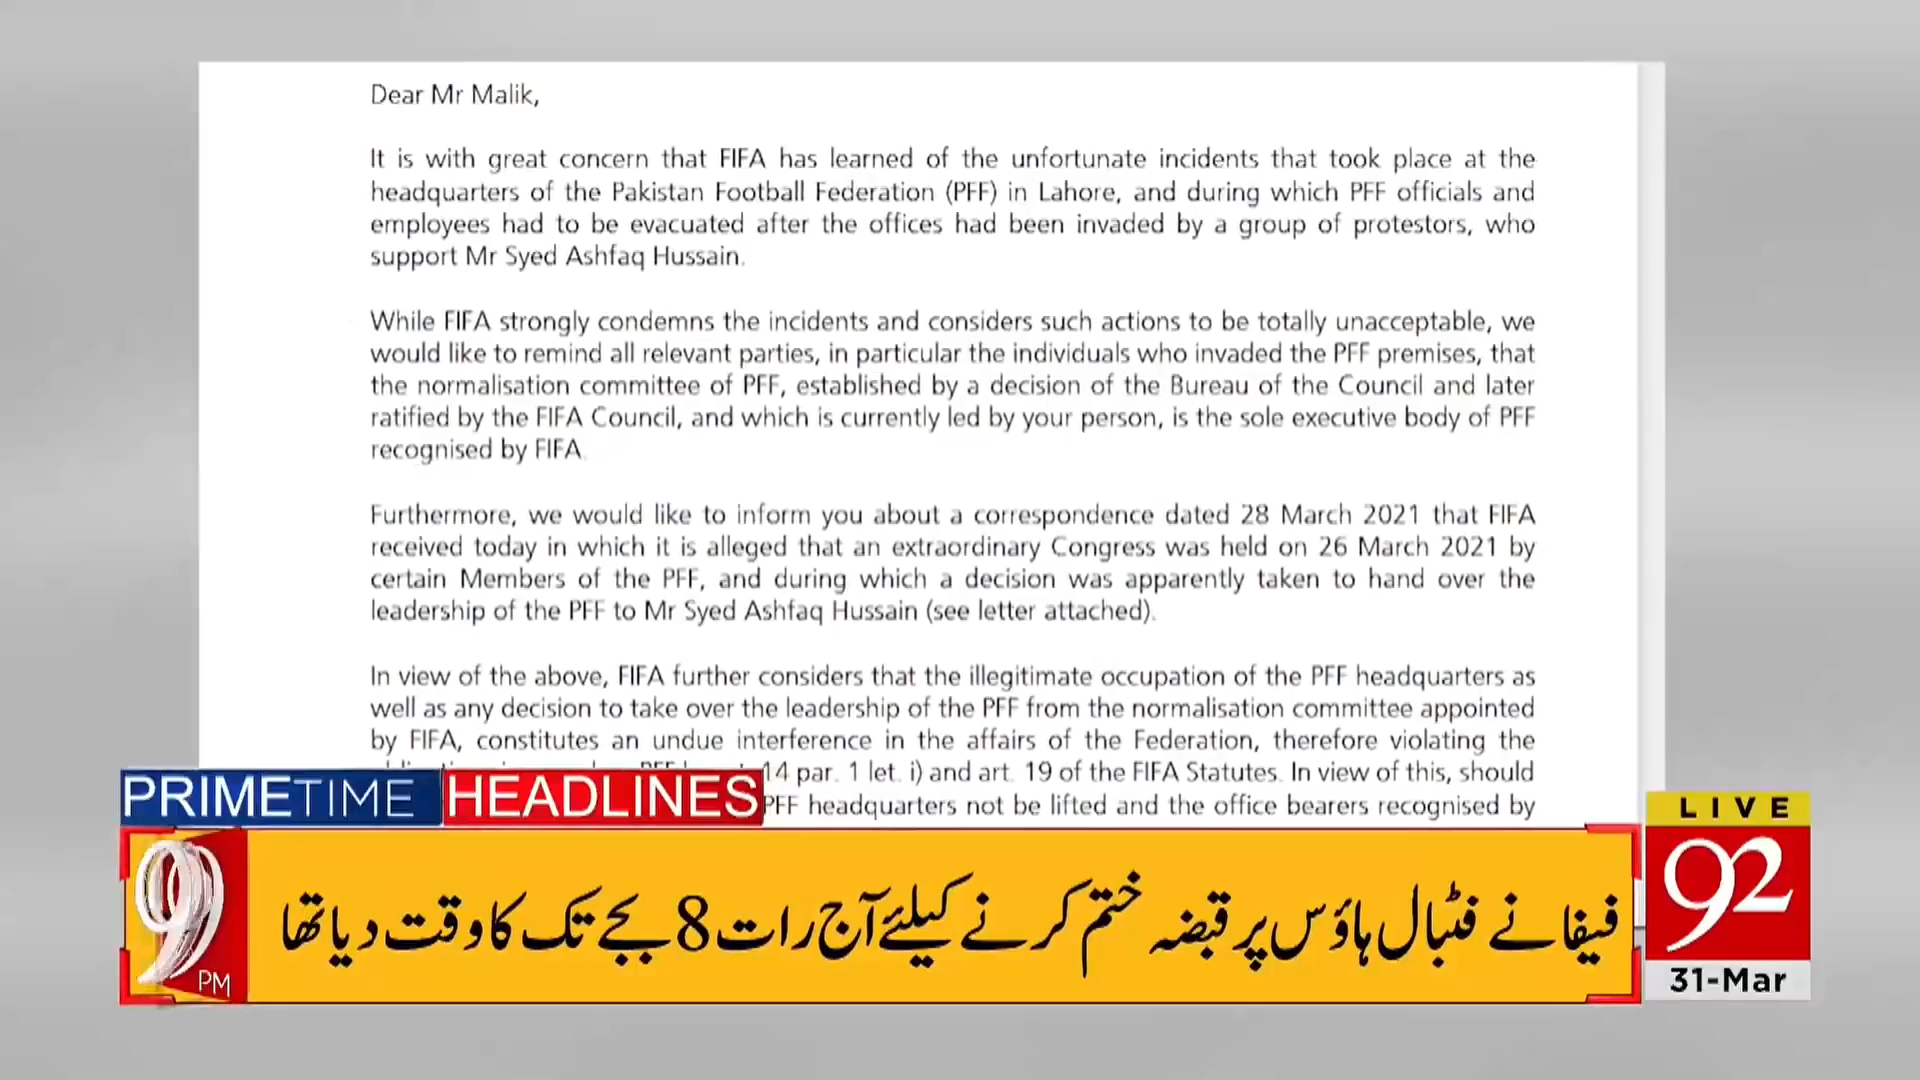 Dear Mr Malik,
It is with great concern that FIFA has learned of the unfortunate incidents that took place at the
headquarters of the Pakistan Football Federation (PFF) in Lahore, and during which PFF officials and
employees had to be evacuated after the offices had been invaded by a group of protestors, who
support Mr Syed Ashfaq Hussain.
While FIFA strongly condemns the incidents and considers such actions to be totally unacceptable, we
would like to remind all relevant parties, in particular the individuals who invaded the PFF premises, that
the normalisation committee of PFF, established by a decision of the Bureau of the Council and later
ratified by the FIFA Council, and which is currently led by your person, is the sole executive body of PFF
recognised by FIFA.
Furthermore, we would like to inform you about a correspondence dated 28 March 2021 that FIFA
received today in which it is alleged that an extraordinary Congress was held on 26 March 2021 by
certain Members of the PFF, and during which a decision was apparently taken to hand over the
leadership of the PFF to Mr Syed Ashfaq Hussain (see letter attached).
In view of the above, FIFA further considers that the illegitimate occupation of the PFF headquarters as
well as any decision to take over the leadership of the PFF from the normalisation committee appointed
by FIFA, constitutes an undue interference in the affairs of the Federation, therefore violating the
14 par. 1 let. i) and art. 19 of the FIFA Statutes. In view of this, should
PFF headquarters not be lifted and the office bearers recognised by
PRIMETIME HEADLINES
LIVE
92
31-Mar
9
PM
فیفا نے فٹبال ہاؤس پر قبضہ ختم کرنے کیلئے آج رات 8 بجے تک کا وقت دیا تھا